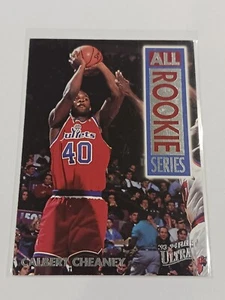 ALL
ROOKIE
SERIES
Bullets
40
CALBERT CHEANEY
'93-'94 FLEER
ULTRA